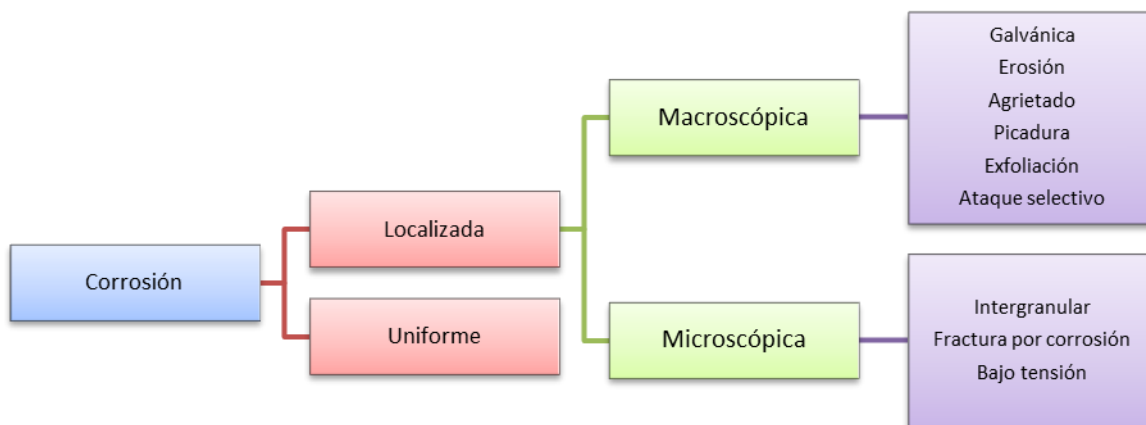 Corrosión
Localizada
Uniforme
Macroscópica
Microscópica
Galvánica
Erosión
Agrietado
Picadura
Exfoliación
Ataque selectivo
Intergranular
Fractura por corrosión
Bajo tensión